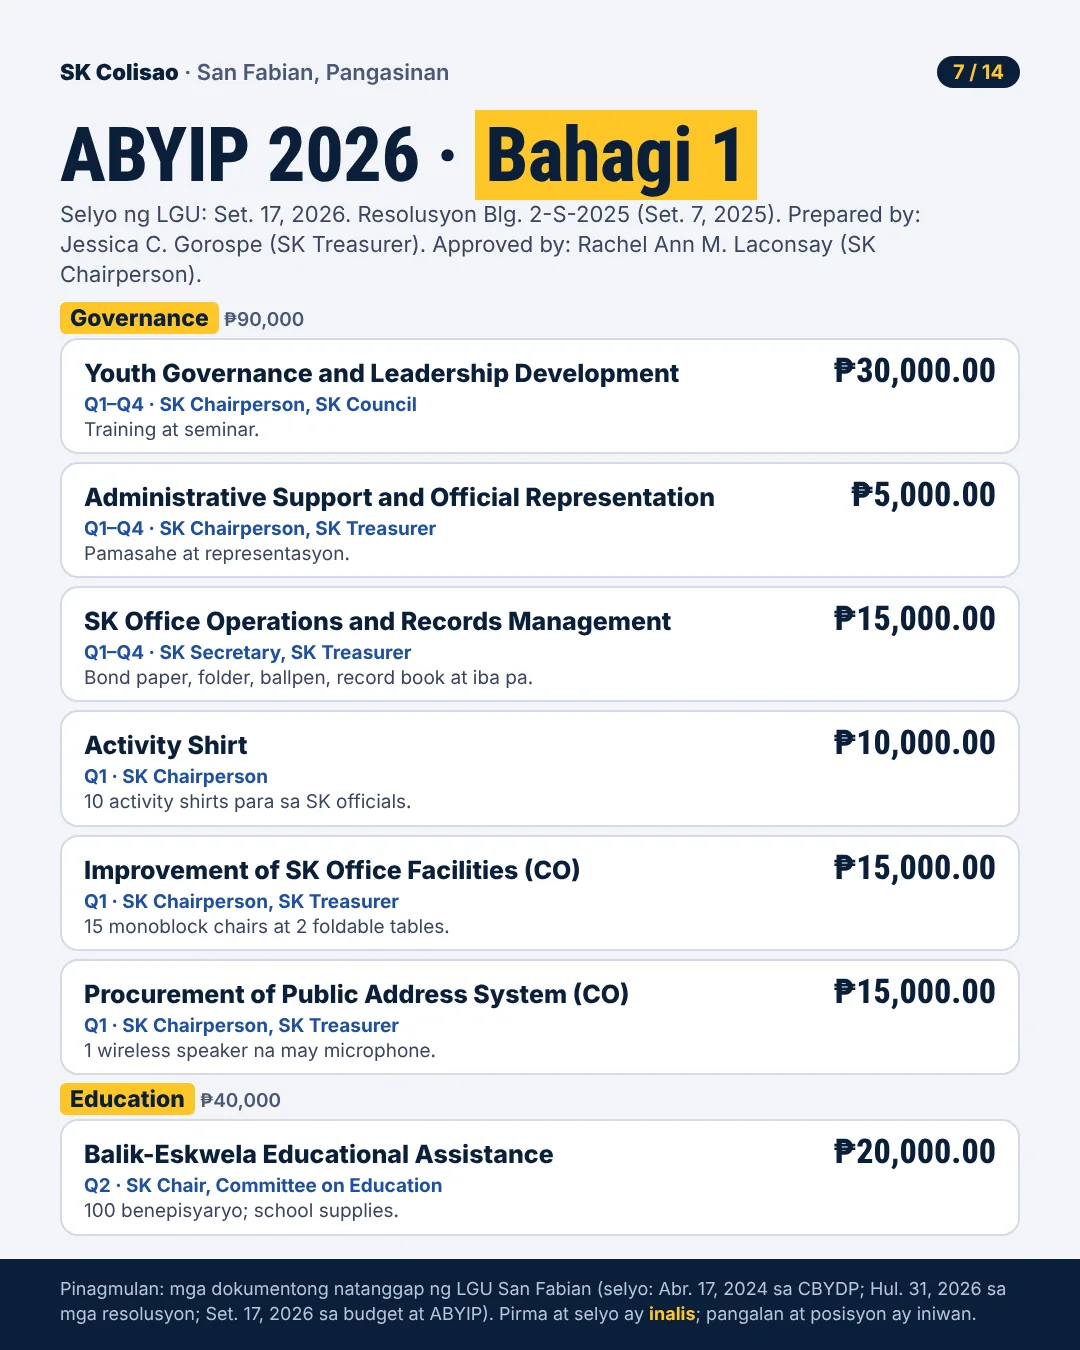 SK Colisao · San Fabian, Pangasinan
7 / 14
ABYIP 2026 · Bahagi 1
Selyo ng LGU: Set. 17, 2026. Resolusyon Blg. 2-S-2025 (Set. 7, 2025). Prepared by:
Jessica C. Gorospe (SK Treasurer). Approved by: Rachel Ann M. Laconsay (SK
Chairperson).
Governance ₱90,000
Youth Governance and Leadership Development ₱30,000.00
Q1–Q4 · SK Chairperson, SK Council
Training at seminar.
Administrative Support and Official Representation ₱5,000.00
Q1–Q4 · SK Chairperson, SK Treasurer
Pamasahe at representasyon.
SK Office Operations and Records Management ₱15,000.00
Q1–Q4 · SK Secretary, SK Treasurer
Bond paper, folder, ballpen, record book at iba pa.
Activity Shirt ₱10,000.00
Q1 · SK Chairperson
10 activity shirts para sa SK officials.
Improvement of SK Office Facilities (CO) ₱15,000.00
Q1 · SK Chairperson, SK Treasurer
15 monoblock chairs at 2 foldable tables.
Procurement of Public Address System (CO) ₱15,000.00
Q1 · SK Chairperson, SK Treasurer
1 wireless speaker na may microphone.
Education ₱40,000
Balik-Eskwela Educational Assistance ₱20,000.00
Q2 · SK Chair, Committee on Education
100 benepisyaryo; school supplies.
Pinagmulan: mga dokumentong natanggap ng LGU San Fabian (selyo: Abr. 17, 2024 sa CBYDP; Hul. 31, 2026 sa
mga resolusyon; Set. 17, 2026 sa budget at ABYIP). Pirma at selyo ay inalis; pangalan at posisyon ay iniwan.